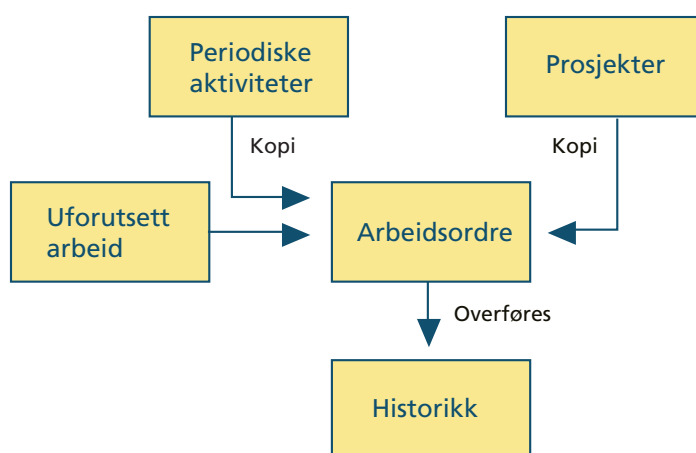 Periodiske
aktiviteter
Prosjekter
Kopi
Kopi
Uforutsett
arbeid
Arbeidsordre
Overføres
Historikk